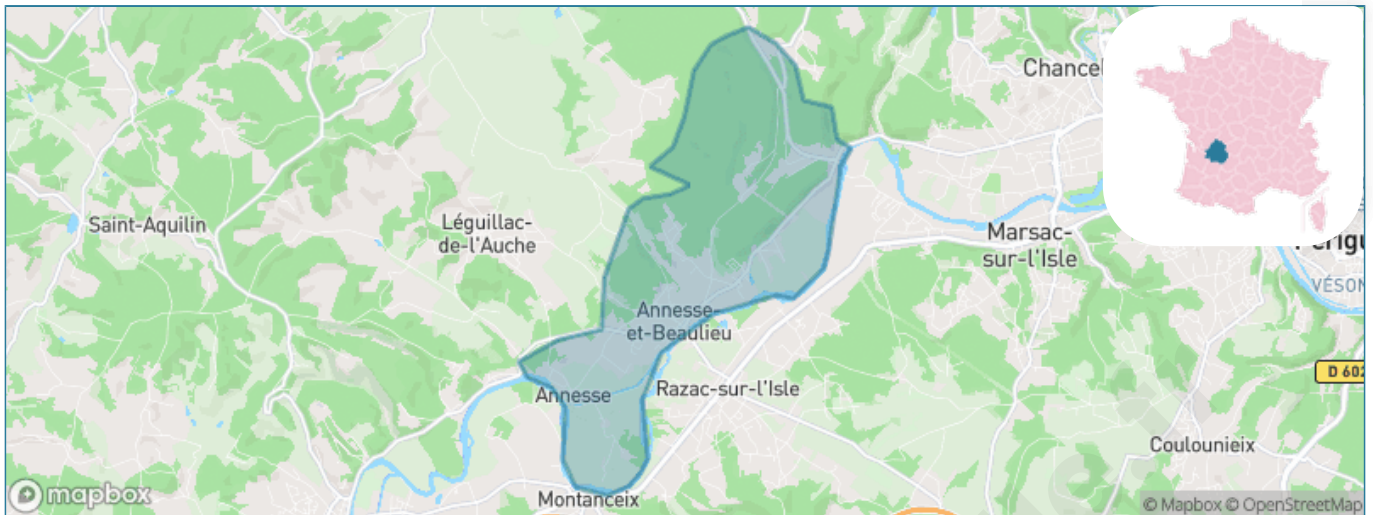 Chancel
Saint-Aquilin
Léguillac-
de-l'Auche
Marsac-
sur-l'Isle
VÉSON
Annesse-
et-Beaulieu
D 602
Annesse
Razac-sur-l'Isle
Coulounieix
Montanceix
mapbox
© Mapbox © OpenStreetMap